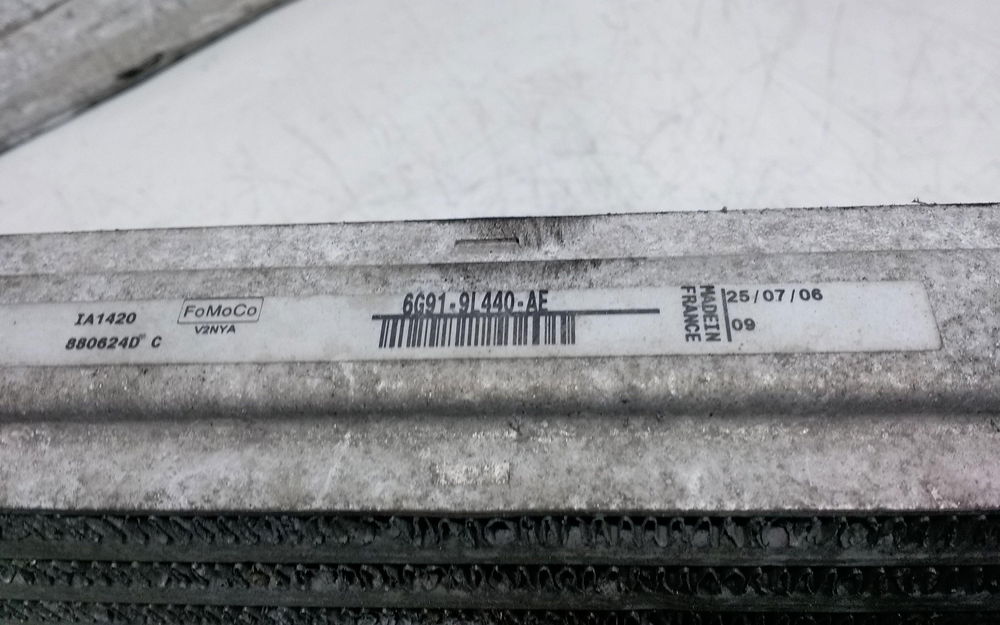 IA1420
880624D C
FoMoCo
V2NYA
6G91-9L440-AE
MADEIN
FRANCE
25/07/06
09